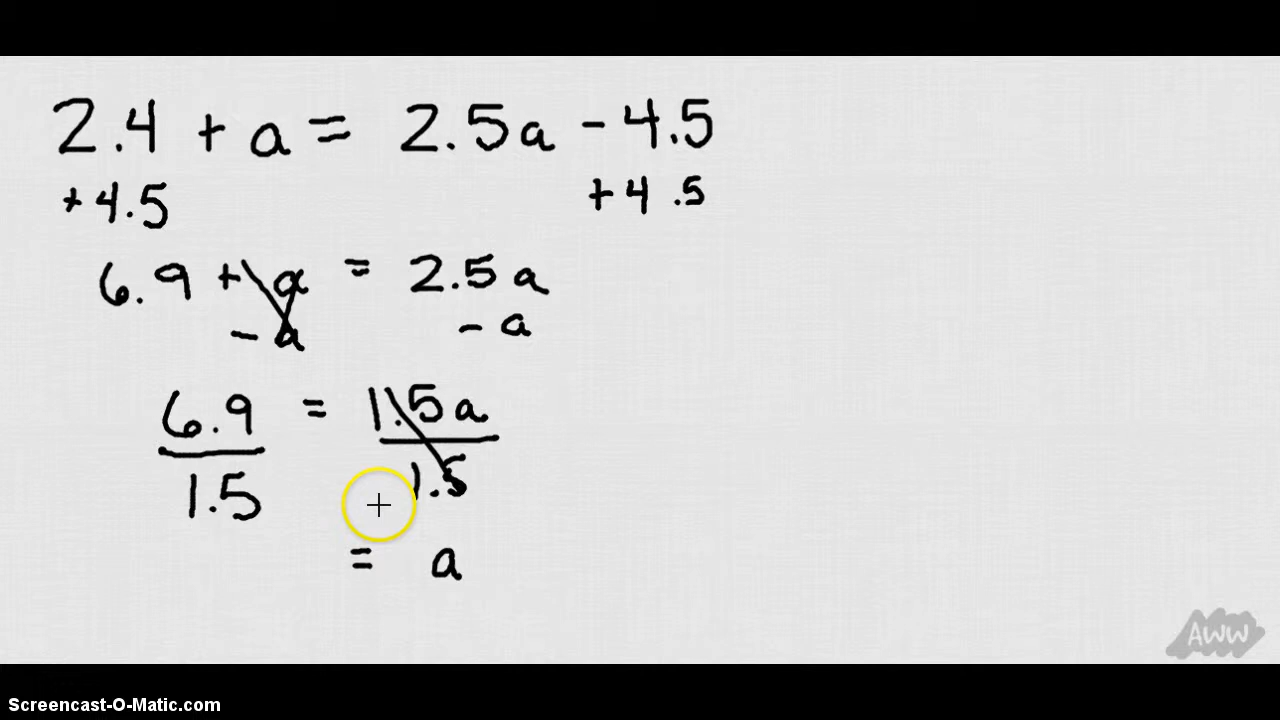 2.4 + a = 2.5a - 4.5
+ 4.5 + 4.5
6.9 + a = 2.5a
- a - a
6.9 = 1.5a
1.5 1.5
= a
AWW
Screencast-O-Matic.com